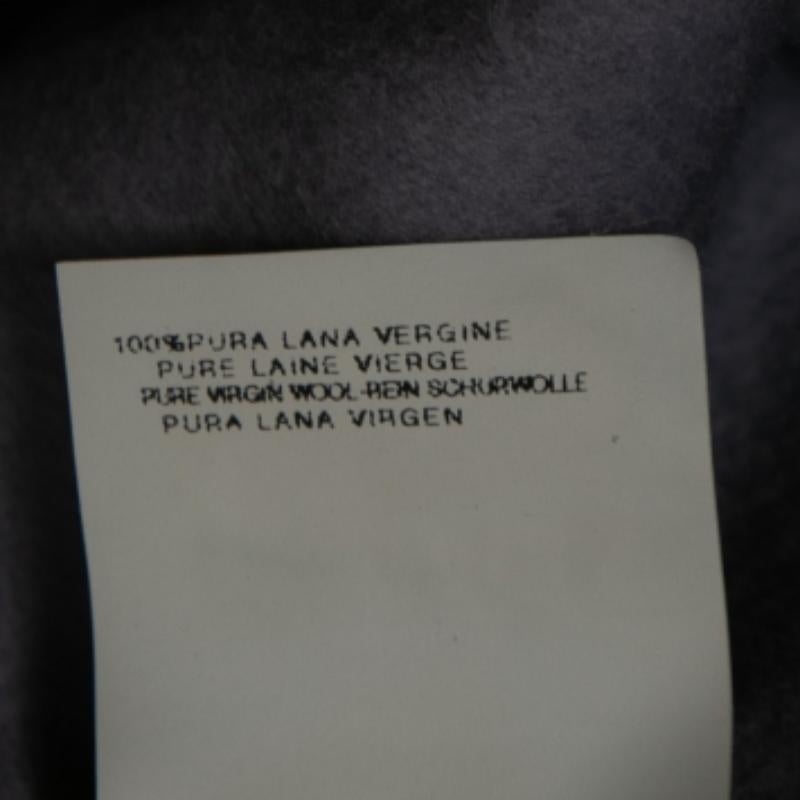 100%PURA LANA VERGINE
PURE LAINE VIERGE
PURE VIRGIN WOOL-REIN SCHURWOLLE
PURA LANA VIRGEN